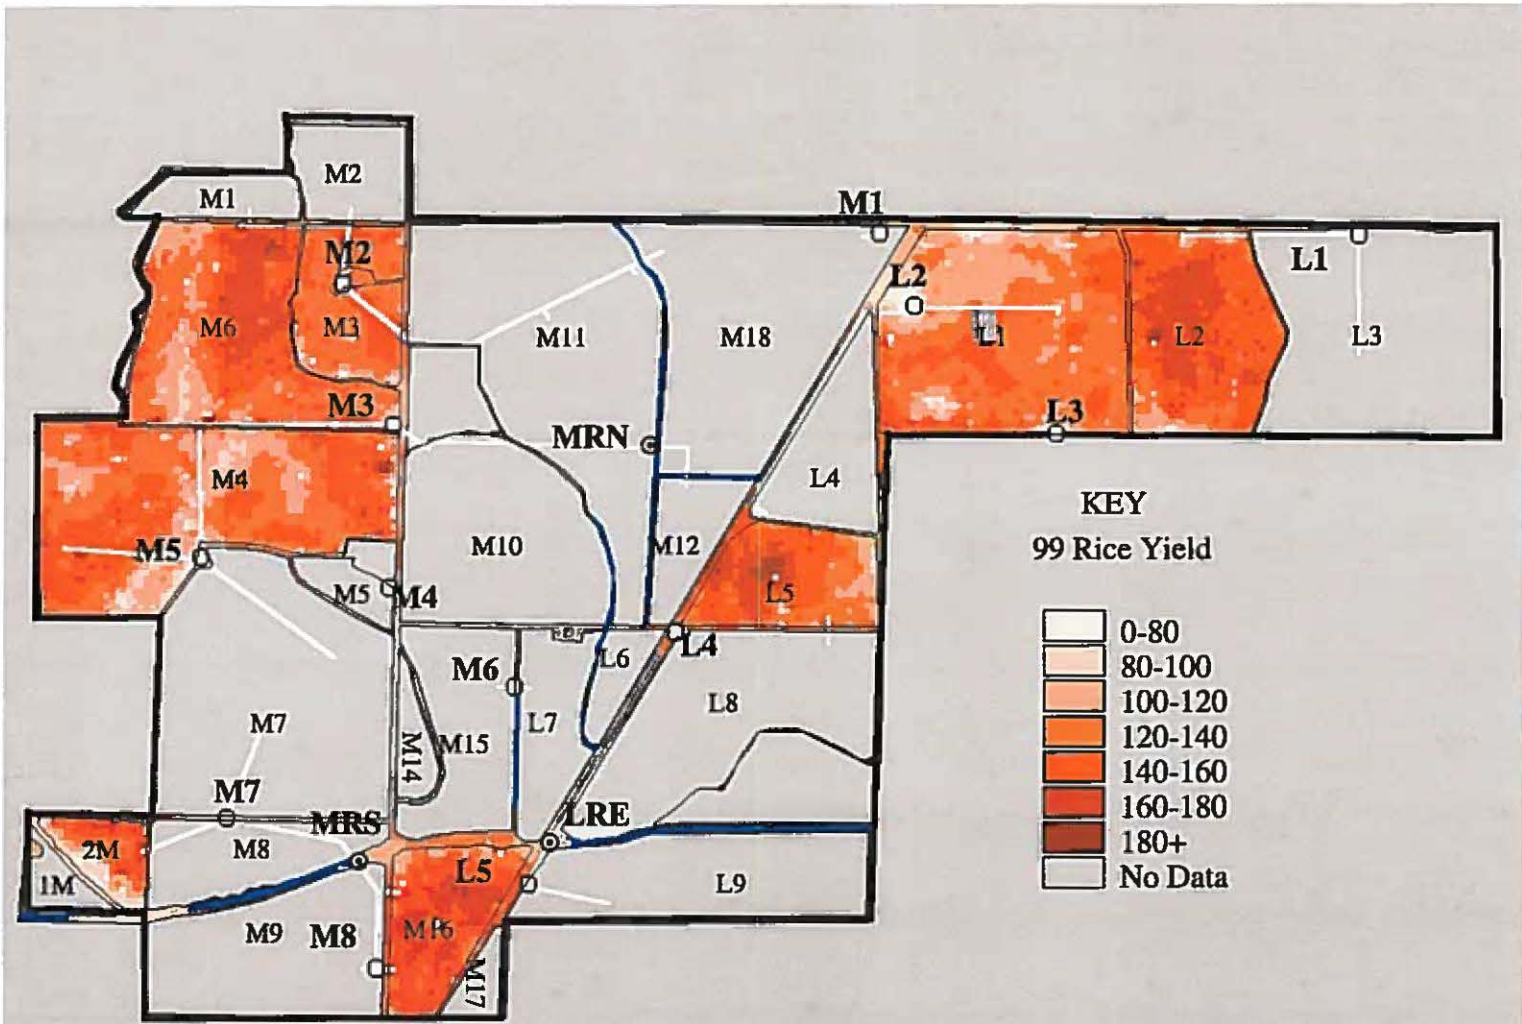 M2
M1
M1
M2
L2
L1
M6
M3
M11
M18
L1
L2
L3
M3
L3
MRN
M4
L4
KEY
99 Rice Yield
M5
M10
M12
M5
M4
L5
0-80
L4
L6
80-100
M6
L8
100-120
M7
L7
120-140
M14
M15
140-160
M7
160-180
MRS
LRE
180+
2M
M8
No Data
1M
L5
L9
M9
M8
M16
M17